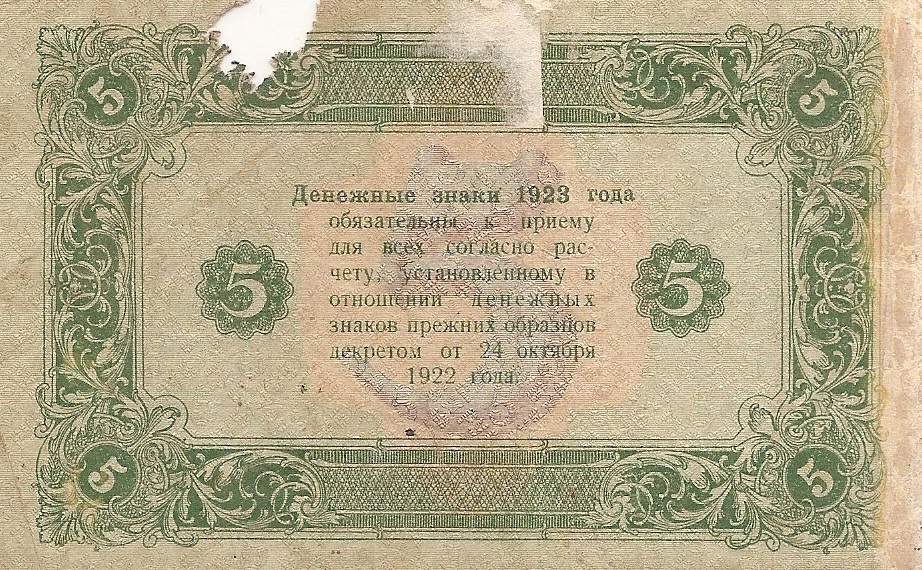 5 5
Денежные знаки 1923 года
обязательны к приему
для всех согласно рас-
чету, установленному в
5 отношении денежных 5
знаков прежних образцов
декретом от 24 октября
1922 года.
5 5